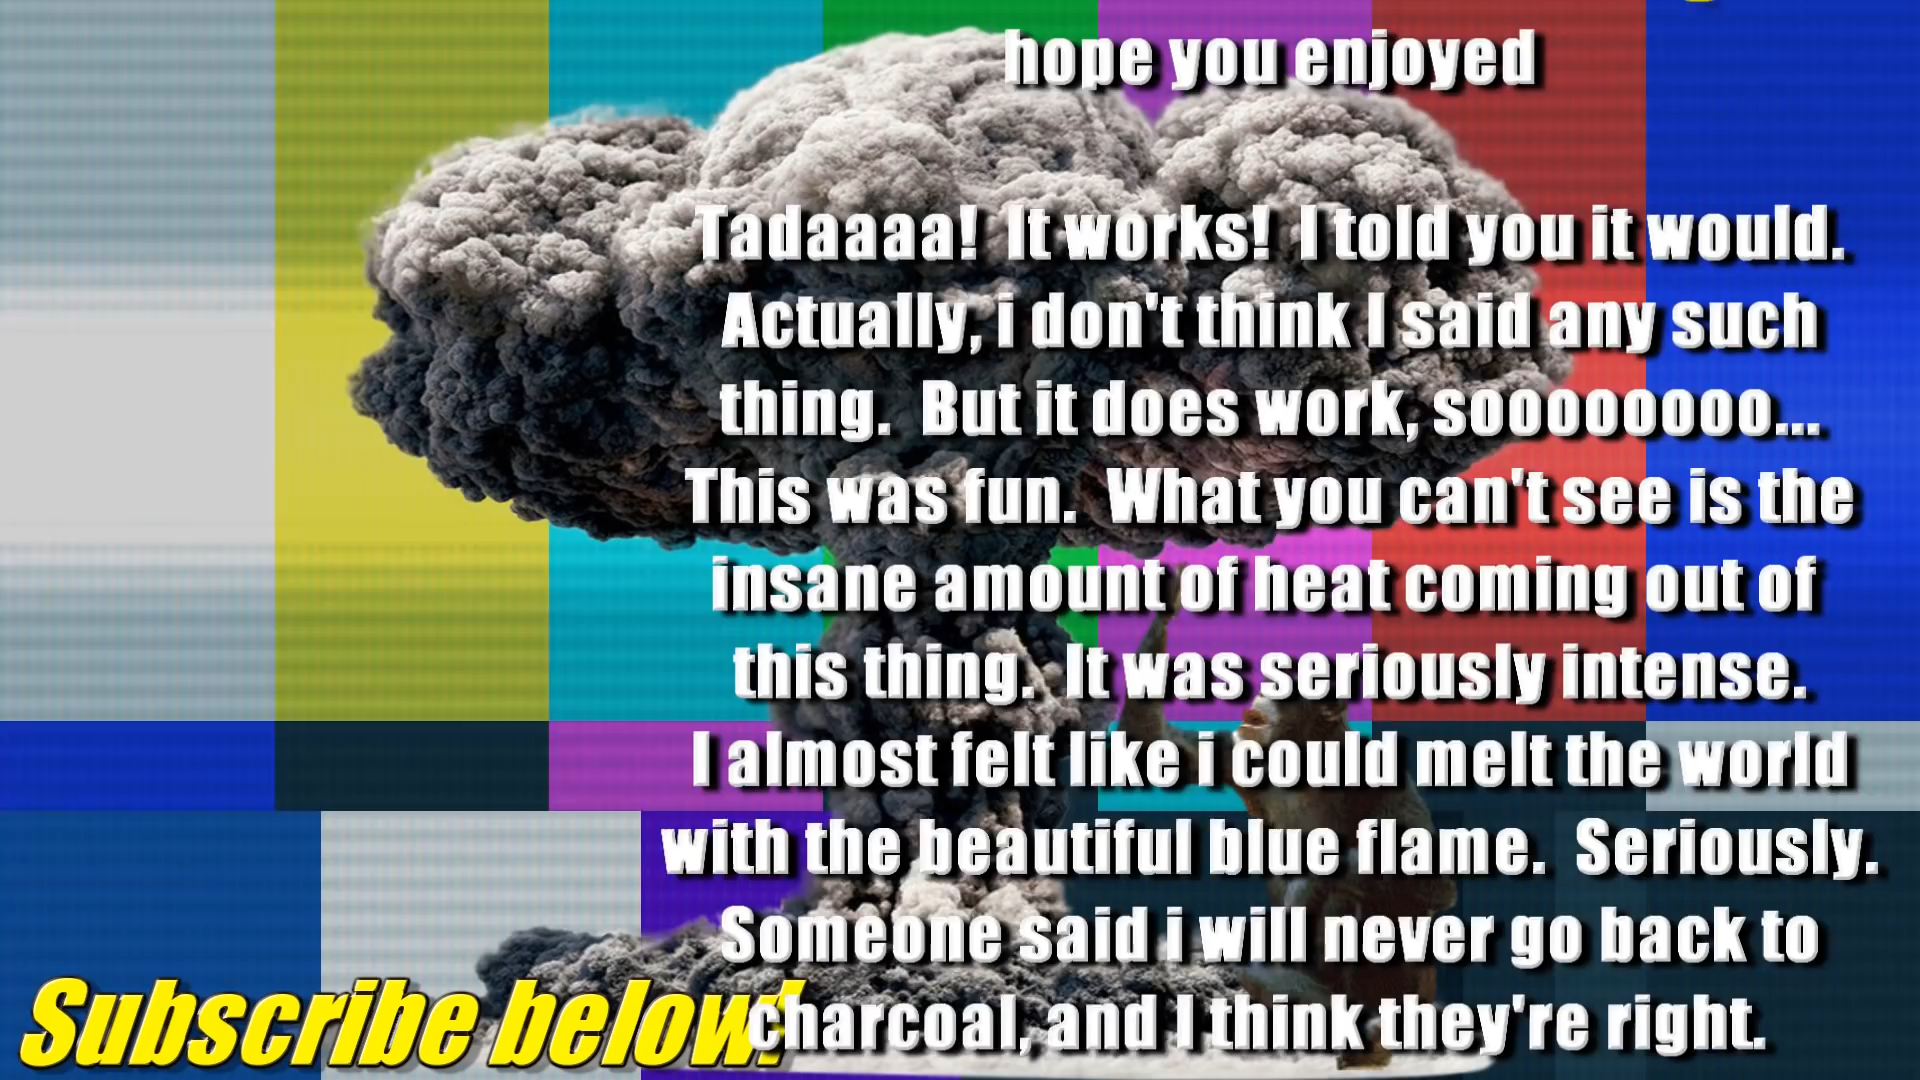 hope you enjoyed
Tadaaaa! It works! I told you it would.
Actually, i don't think I said any such
thing. But it does work, soooooooo...
This was fun. What you can't see is the
insane amount of heat coming out of
this thing. It was seriously intense.
I almost felt like i could melt the world
with the beautiful blue flame. Seriously.
Someone said i will never go back to
charcoal, and I think they're right.
Subscribe below!